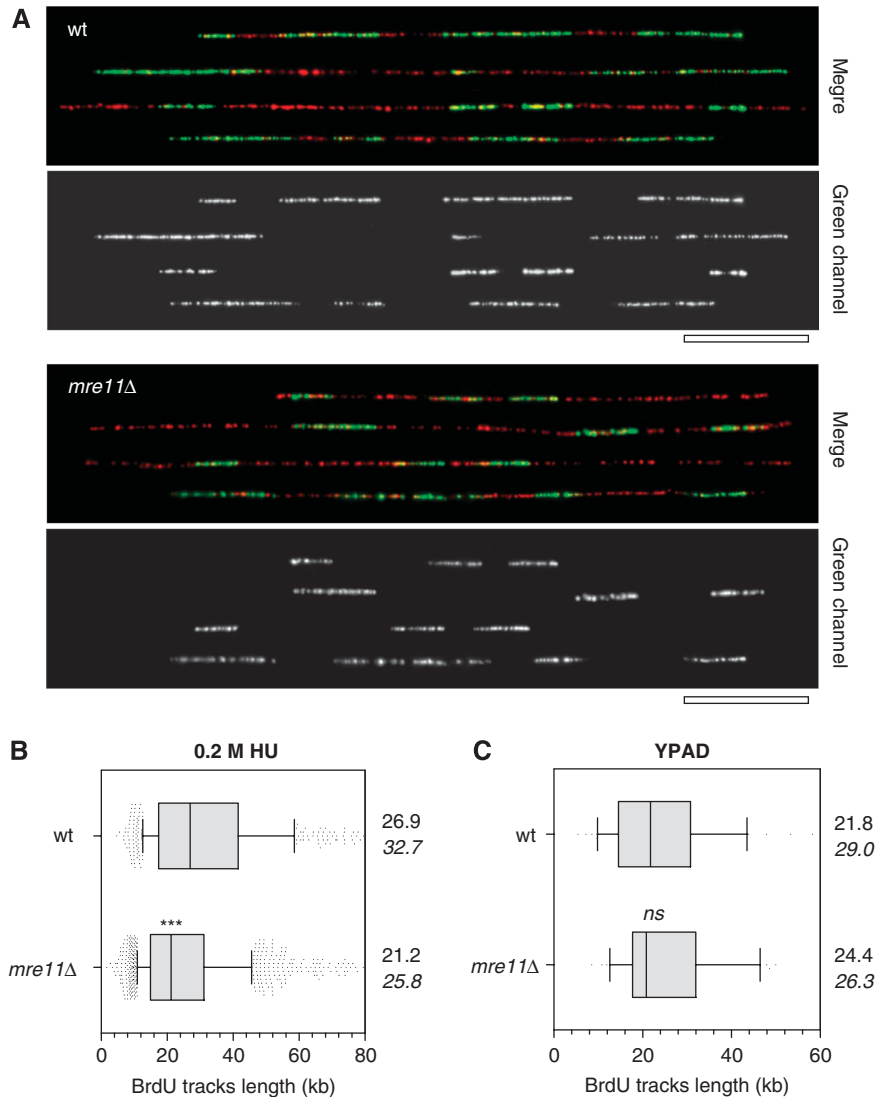 A
wt
Megre
Green channel
mre11Δ
Merge
Green channel
B
0.2 M HU
wt
26.9
32.7
***
mre11Δ
21.2
25.8
0 20 40 60 80
BrdU tracks length (kb)
C
YPAD
wt
21.8
29.0
ns
mre11Δ
24.4
26.3
0 20 40 60
BrdU tracks length (kb)